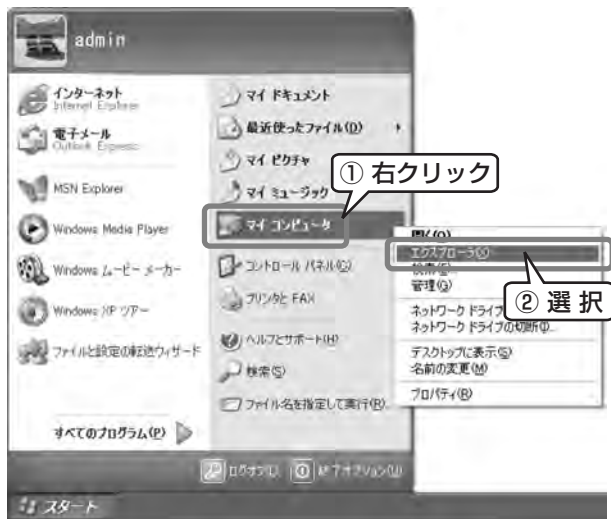 admin
インターネット
Internet Explorer
電子メール
Outlook Express
MSN Explorer
Windows Media Player
Windows ムービー メーカー
Windows XP ツアー
ファイルと設定の転送ウィザード
すべてのプログラム(P)
マイ ドキュメント
最近使ったファイル(D)
マイ ピクチャ
マイ ミュージック
マイ コンピュータ
コントロール パネル(C)
プリンタと FAX
ヘルプとサポート(H)
検索(S)
ファイル名を指定して実行(R)...
① 右クリック
開く(O)
エクスプローラ(X)
検索(E)...
管理(G)
② 選 択
ネットワーク ドライブ
ネットワーク ドライブの切断(I)...
デスクトップに表示(S)
名前の変更(M)
プロパティ(R)
ログオフ(L)
終了オプション(U)
スタート